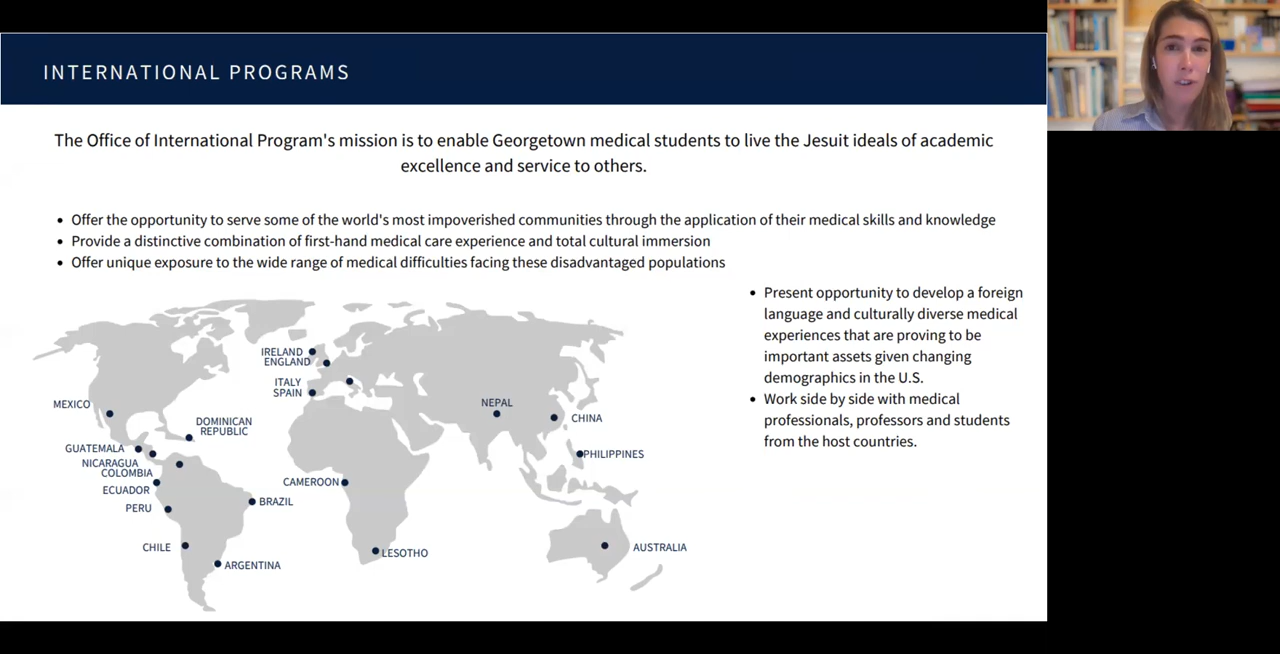 INTERNATIONAL PROGRAMS
The Office of International Program's mission is to enable Georgetown medical students to live the Jesuit ideals of academic
excellence and service to others.
• Offer the opportunity to serve some of the world's most impoverished communities through the application of their medical skills and knowledge
• Provide a distinctive combination of first-hand medical care experience and total cultural immersion
• Offer unique exposure to the wide range of medical difficulties facing these disadvantaged populations
• Present opportunity to develop a foreign
language and culturally diverse medical
experiences that are proving to be
important assets given changing
demographics in the U.S.
• Work side by side with medical
professionals, professors and students
from the host countries.
IRELAND
ENGLAND
ITALY
SPAIN
MEXICO
NEPAL
DOMINICAN
REPUBLIC
CHINA
GUATEMALA
PHILIPPINES
NICARAGUA
COLOMBIA
CAMEROON
ECUADOR
BRAZIL
PERU
CHILE
LESOTHO
AUSTRALIA
ARGENTINA